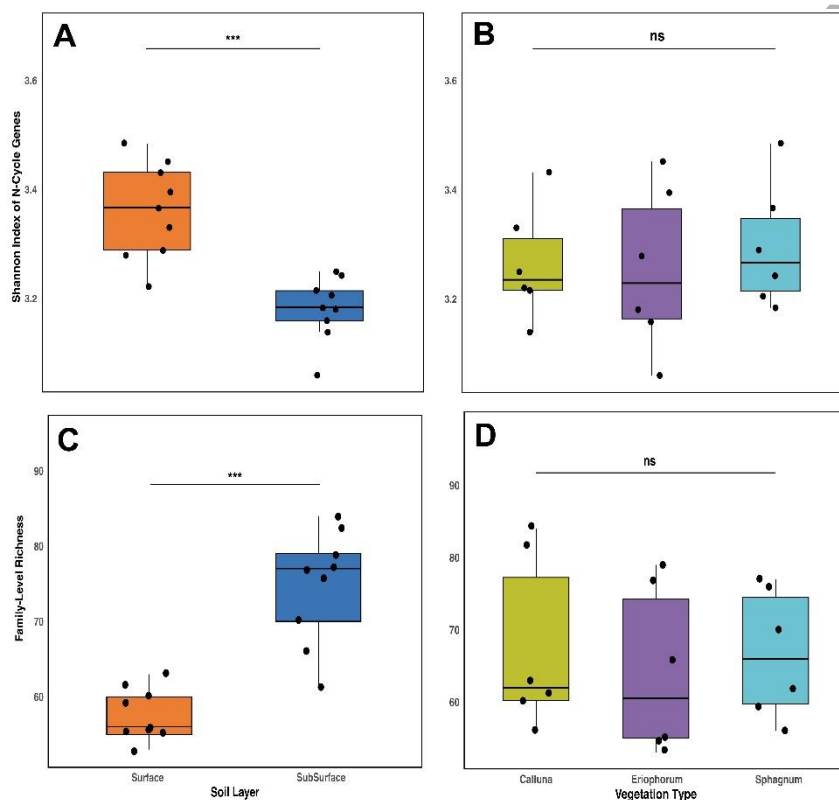 A
***
Shannon Index of N-Cycle Genes
3.6
3.4
3.2
B
ns
3.6
3.4
3.2
C
***
Family-Level Richness
90
80
70
60
Surface
SubSurface
Soil Layer
D
ns
90
80
70
60
Calluna
Eriophorum
Sphagnum
Vegetation Type